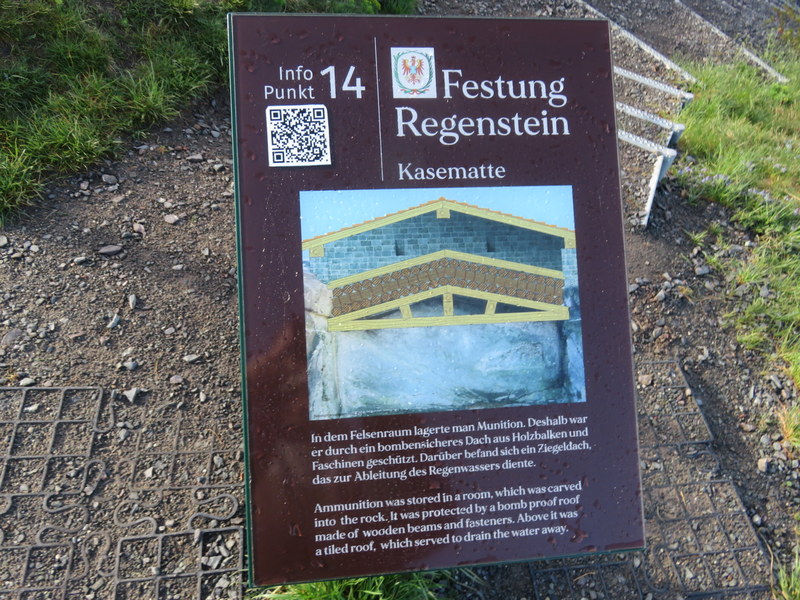 Info
Punkt 14
Festung
Regenstein
Kasematte
In dem Felsenraum lagerte man Munition. Deshalb war
er durch ein bombensicheres Dach aus Holzbalken und
Faschinen geschützt. Darüber befand sich ein Ziegeldach,
das zur Ableitung des Regenwassers diente.
Ammunition was stored in a room, which was carved
into the rock. It was protected by a bomb proof roof
made of wooden beams and fasteners. Above it was
a tiled roof, which served to drain the water away.